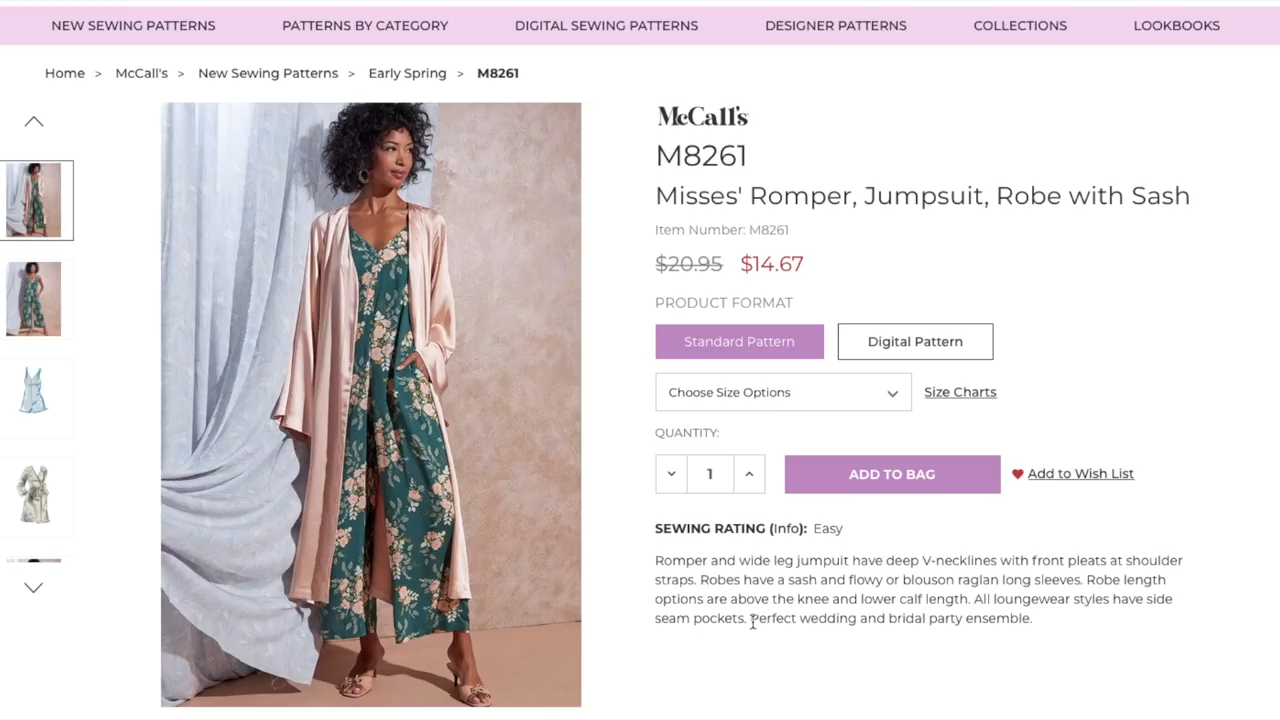 NEW SEWING PATTERNS PATTERNS BY CATEGORY DIGITAL SEWING PATTERNS DESIGNER PATTERNS COLLECTIONS LOOKBOOKS
Home > McCall's > New Sewing Patterns > Early Spring > M8261
McCall's
M8261
Misses' Romper, Jumpsuit, Robe with Sash
Item Number: M8261
$20.95 $14.67
PRODUCT FORMAT
Standard Pattern Digital Pattern
Choose Size Options Size Charts
QUANTITY:
1 ADD TO BAG Add to Wish List
SEWING RATING (Info): Easy
Romper and wide leg jumpuit have deep V-necklines with front pleats at shoulder
straps. Robes have a sash and flowy or blouson raglan long sleeves. Robe length
options are above the knee and lower calf length. All loungewear styles have side
seam pockets. Perfect wedding and bridal party ensemble.